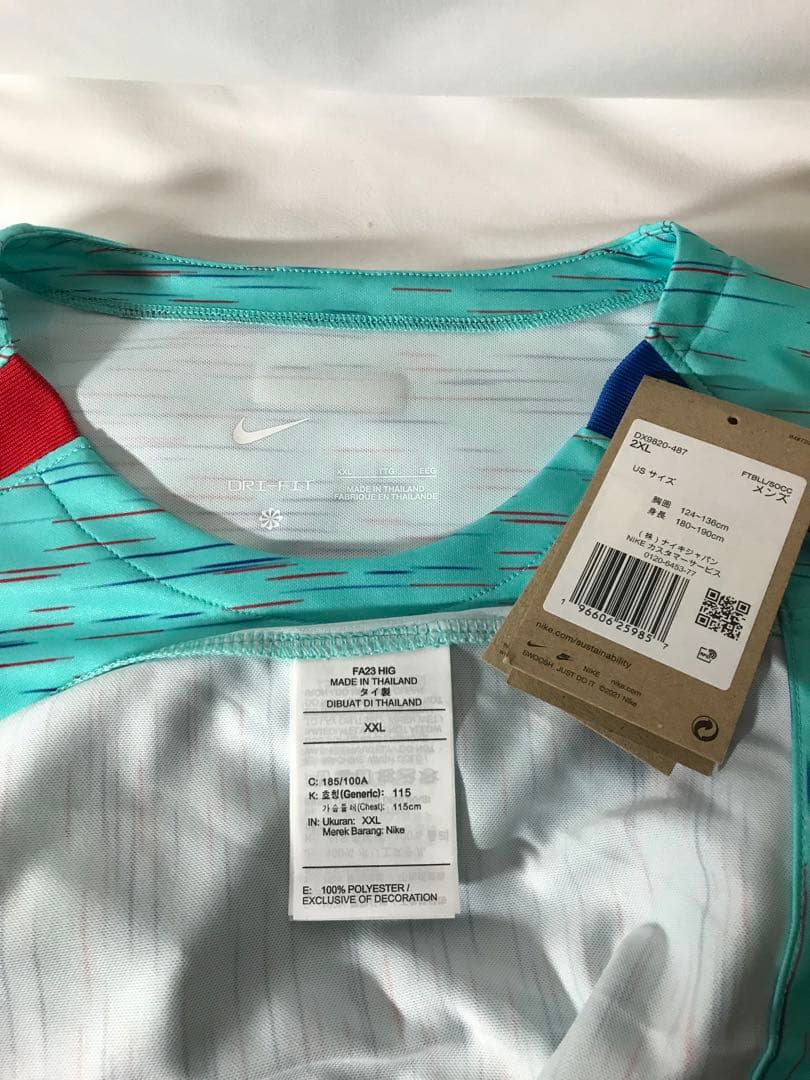 DRI-FIT
XXL TTG EEG
MADE IN THAILAND
FABRIQUE EN THAILANDE
DX9820-487
2XL
FTBLL/SOCC
メンズ
US サイズ
胸囲 124~136cm
身長 180~190cm
(株) ナイキジャパン
NIKE カスタマーサービス
0120-6453-77
1 96606 25985 7
nike.com/sustainability
SWOOSH, JUST DO IT
NIKE
nike.com
©2021 Nike
FA23 HIG
MADE IN THAILAND
タイ製
DIBUAT DI THAILAND
XXL
C: 185/100A
K: 호칭(Generic): 115
가슴둘레(Chest): 115cm
IN: Ukuran: XXL
Merek Barang: Nike
E: 100% POLYESTER /
EXCLUSIVE OF DECORATION